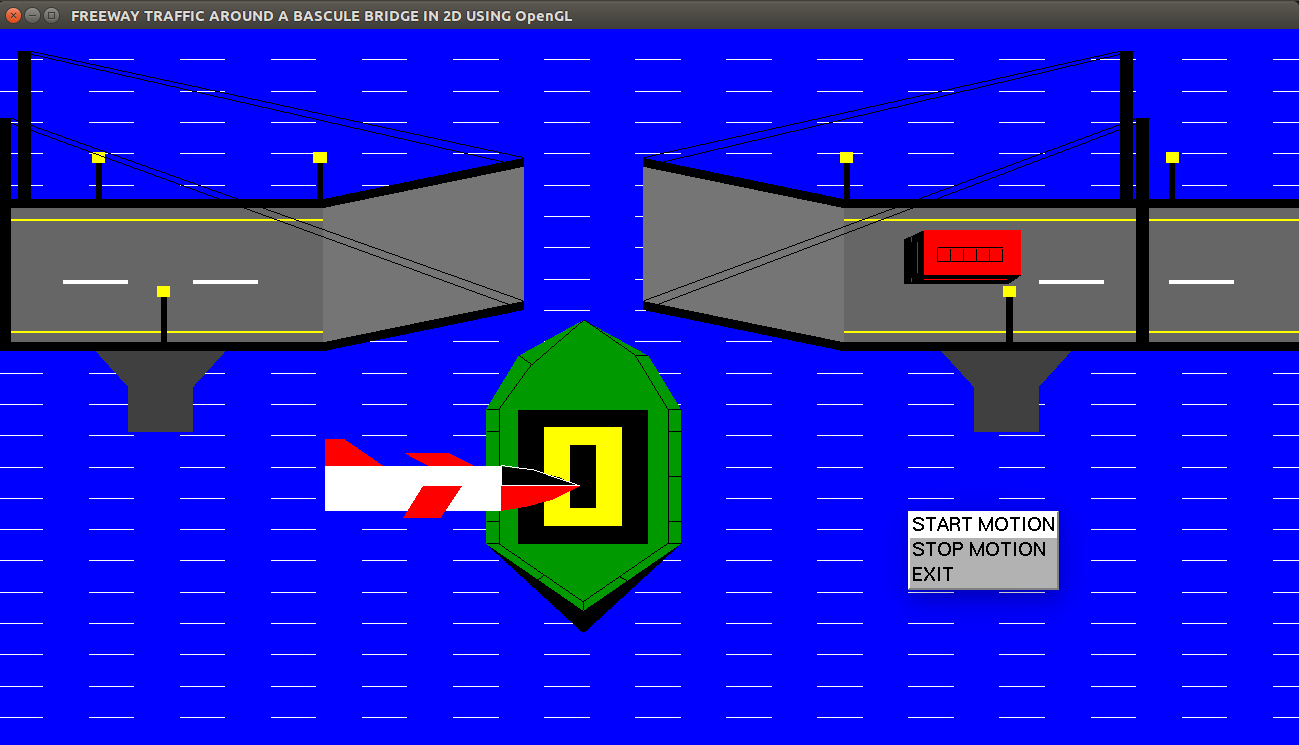 FREEWAY TRAFFIC AROUND A BASCULE BRIDGE IN 2D USING OpenGL
START MOTION
STOP MOTION
EXIT